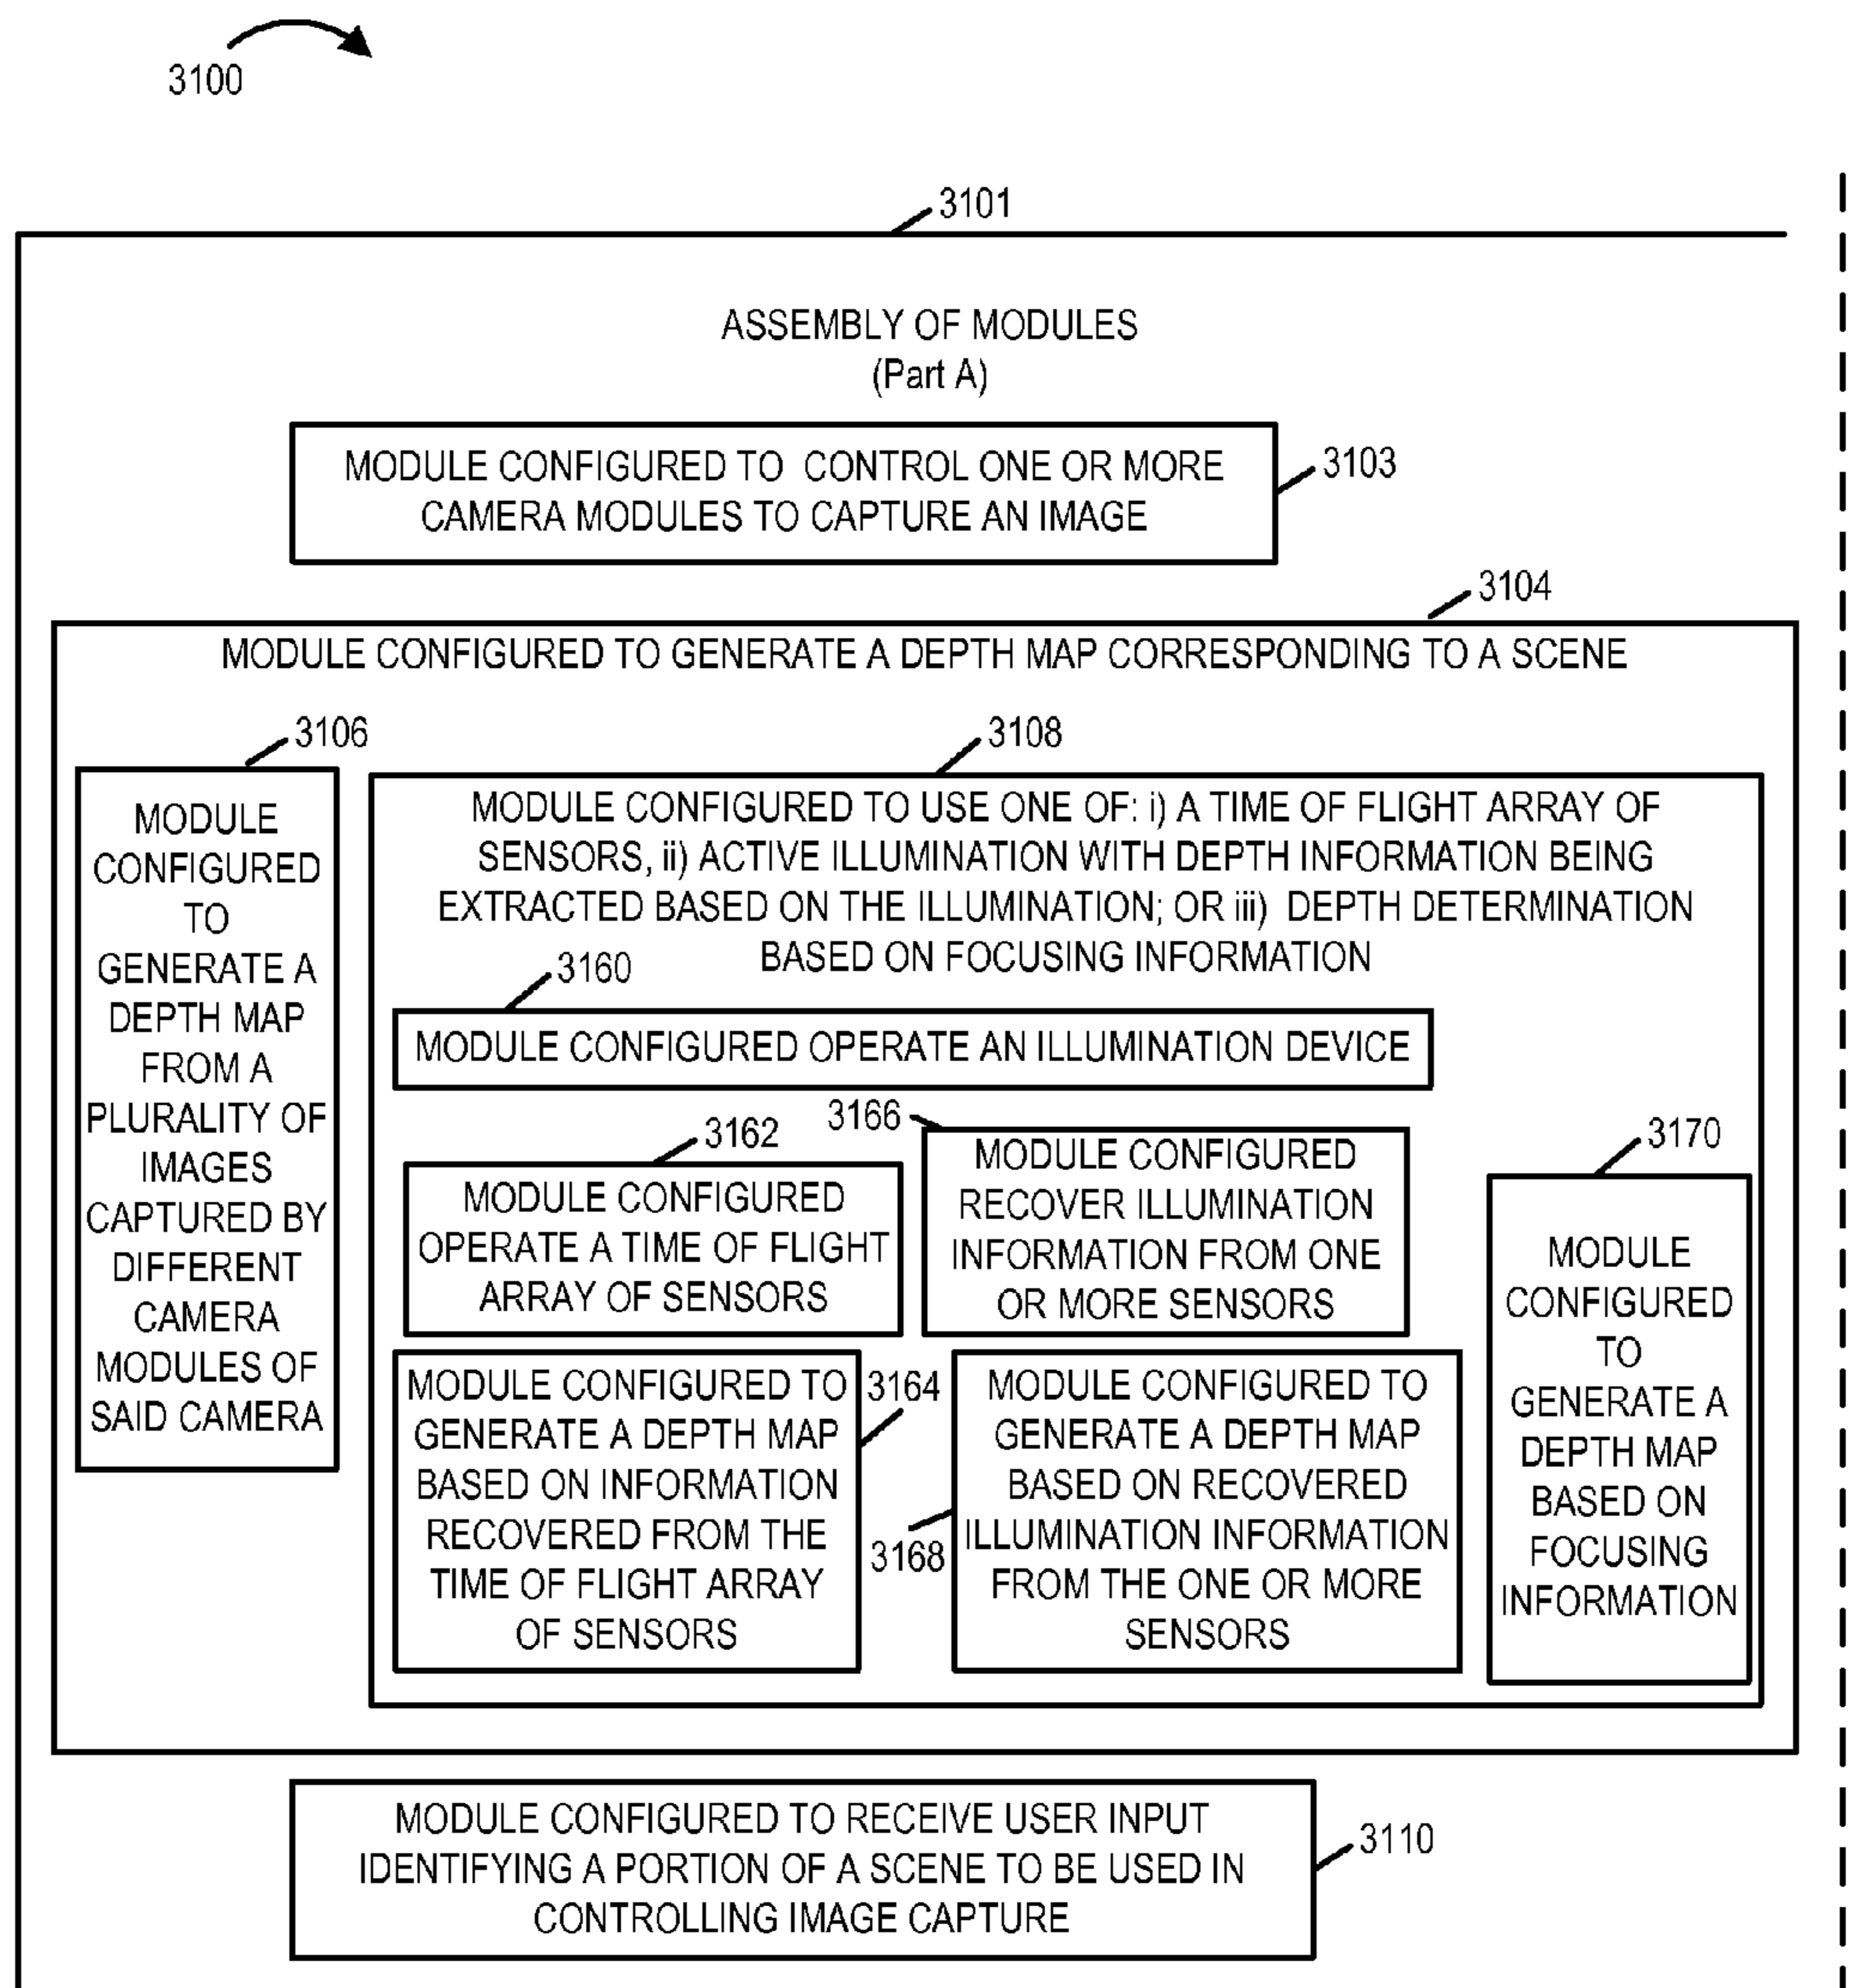 3100
3101
ASSEMBLY OF MODULES
(Part A)
MODULE CONFIGURED TO CONTROL ONE OR MORE
CAMERA MODULES TO CAPTURE AN IMAGE
3103
3104
MODULE CONFIGURED TO GENERATE A DEPTH MAP CORRESPONDING TO A SCENE
3106
MODULE
CONFIGURED
TO
GENERATE A
DEPTH MAP
FROM A
PLURALITY OF
IMAGES
CAPTURED BY
DIFFERENT
CAMERA
MODULES OF
SAID CAMERA
3108
MODULE CONFIGURED TO USE ONE OF: i) A TIME OF FLIGHT ARRAY OF
SENSORS, ii) ACTIVE ILLUMINATION WITH DEPTH INFORMATION BEING
EXTRACTED BASED ON THE ILLUMINATION; OR iii) DEPTH DETERMINATION
BASED ON FOCUSING INFORMATION
3160
MODULE CONFIGURED OPERATE AN ILLUMINATION DEVICE
3162
MODULE CONFIGURED
OPERATE A TIME OF FLIGHT
ARRAY OF SENSORS
3166
MODULE CONFIGURED
RECOVER ILLUMINATION
INFORMATION FROM ONE
OR MORE SENSORS
3164
MODULE CONFIGURED TO
GENERATE A DEPTH MAP
BASED ON INFORMATION
RECOVERED FROM THE
TIME OF FLIGHT ARRAY
OF SENSORS
3168
MODULE CONFIGURED TO
GENERATE A DEPTH MAP
BASED ON RECOVERED
ILLUMINATION INFORMATION
FROM THE ONE OR MORE
SENSORS
3170
MODULE
CONFIGURED
TO
GENERATE A
DEPTH MAP
BASED ON
FOCUSING
INFORMATION
MODULE CONFIGURED TO RECEIVE USER INPUT
IDENTIFYING A PORTION OF A SCENE TO BE USED IN
CONTROLLING IMAGE CAPTURE
3110